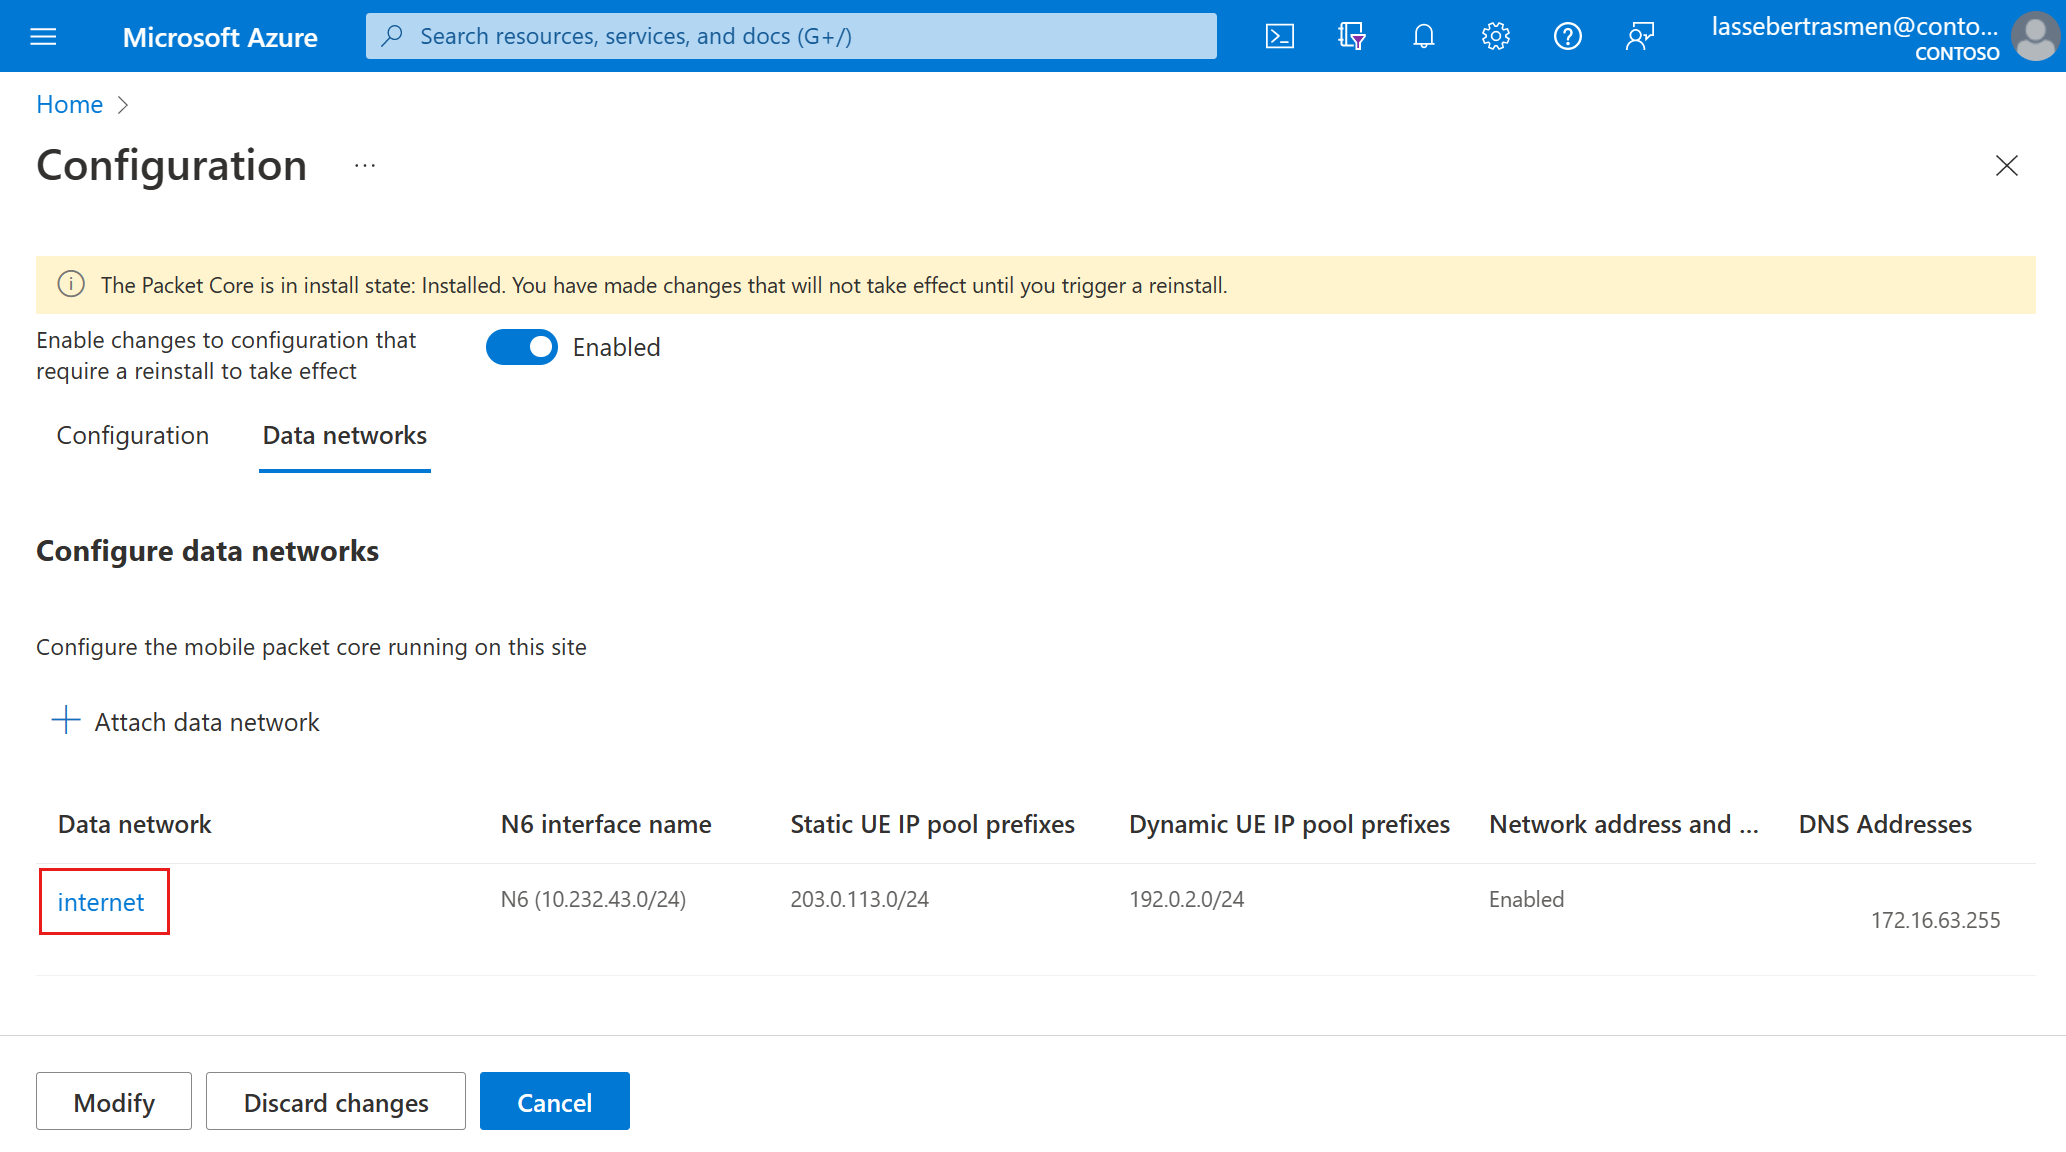 Microsoft Azure
Search resources, services, and docs (G+/)
lassebertrasmen@conto...
CONTOSO
Home
Configuration ...
The Packet Core is in install state: Installed. You have made changes that will not take effect until you trigger a reinstall.
Enable changes to configuration that
require a reinstall to take effect
Enabled
Configuration Data networks
Configure data networks
Configure the mobile packet core running on this site
Attach data network
Data network N6 interface name Static UE IP pool prefixes Dynamic UE IP pool prefixes Network address and ... DNS Addresses
internet N6 (10.232.43.0/24) 203.0.113.0/24 192.0.2.0/24 Enabled
172.16.63.255
Modify Discard changes Cancel